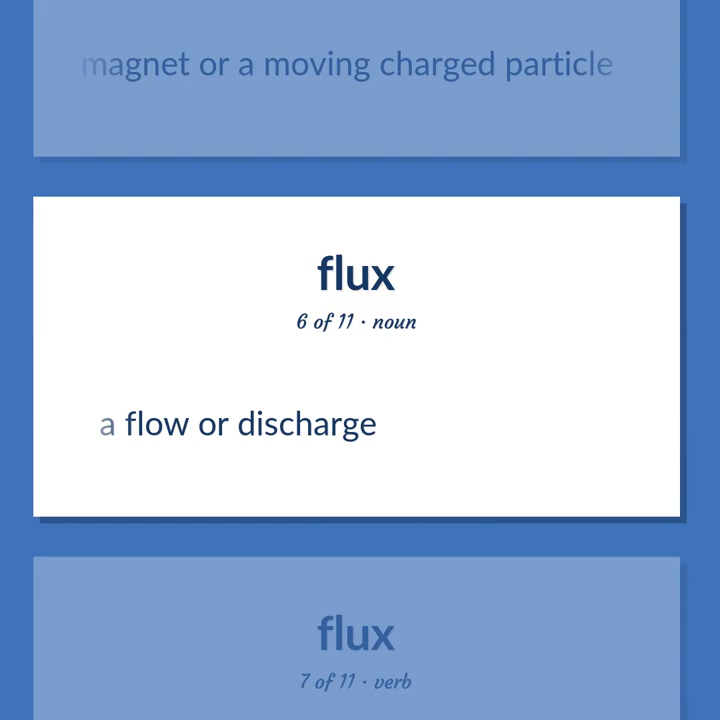 magnet or a moving charged particle
flux
6 of 11 · noun
a flow or discharge
flux
7 of 11 · verb